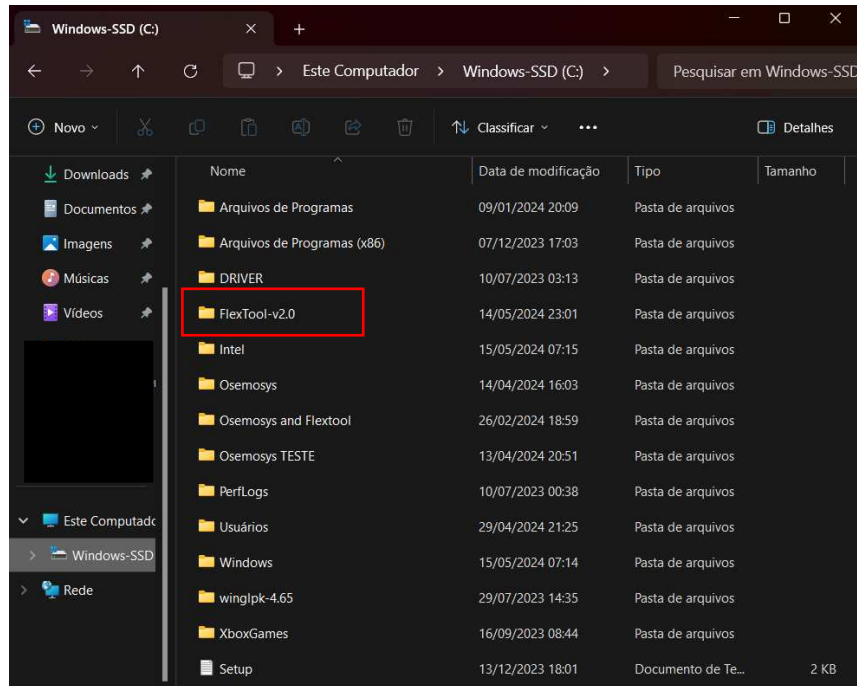 Windows-SSD (C:)
Este Computador > Windows-SSD (C:) > Pesquisar em Windows-SSD
Novo Classificar ••• Detalhes
Nome Data de modificação Tipo Tamanho
Downloads
Documentos
Imagens
Músicas
Vídeos
Este Computado
Windows-SSD
Rede
Arquivos de Programas 09/01/2024 20:09 Pasta de arquivos
Arquivos de Programas (x86) 07/12/2023 17:03 Pasta de arquivos
DRIVER 10/07/2023 03:13 Pasta de arquivos
FlexTool-v2.0 14/05/2024 23:01 Pasta de arquivos
Intel 15/05/2024 07:15 Pasta de arquivos
Osemosys 14/04/2024 16:03 Pasta de arquivos
Osemosys and Flextool 26/02/2024 18:59 Pasta de arquivos
Osemosys TESTE 13/04/2024 20:51 Pasta de arquivos
PerfLogs 10/07/2023 00:38 Pasta de arquivos
Usuários 29/04/2024 21:25 Pasta de arquivos
Windows 15/05/2024 07:14 Pasta de arquivos
winglpk-4.65 29/07/2023 14:35 Pasta de arquivos
XboxGames 16/09/2023 08:44 Pasta de arquivos
Setup 13/12/2023 18:01 Documento de Te... 2 KB